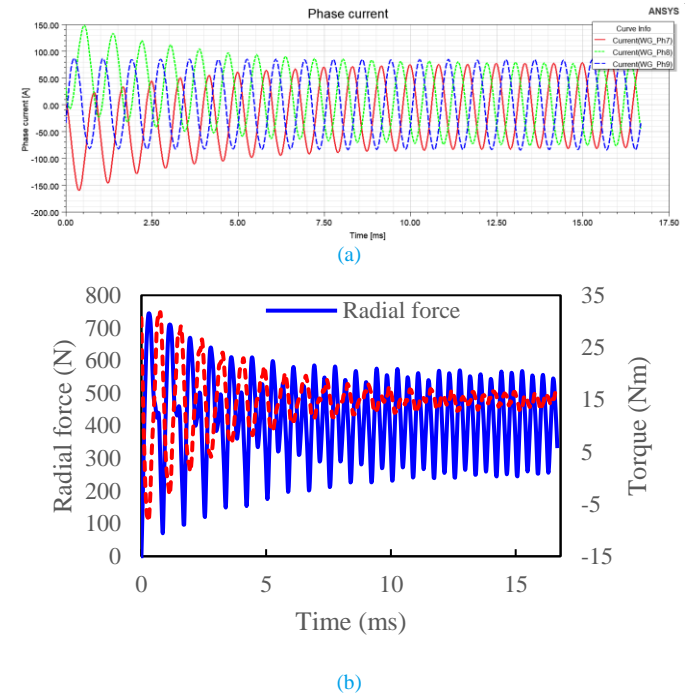 Phase current
ANSYS
Curve Info
Current(WG_Ph7)
Current(WG_Ph8)
Current(WG_Ph9)
Phase current [A]
150.00
100.00
50.00
0.00
-50.00
-100.00
-150.00
-200.00
0.00 2.50 5.00 7.50 10.00 12.50 15.00 17.50
Time [ms]
(a)
Radial force
Radial force (N)
800
700
600
500
400
300
200
100
0
35
25
15
5
-5
-15
Torque (Nm)
0 5 10 15
Time (ms)
(b)